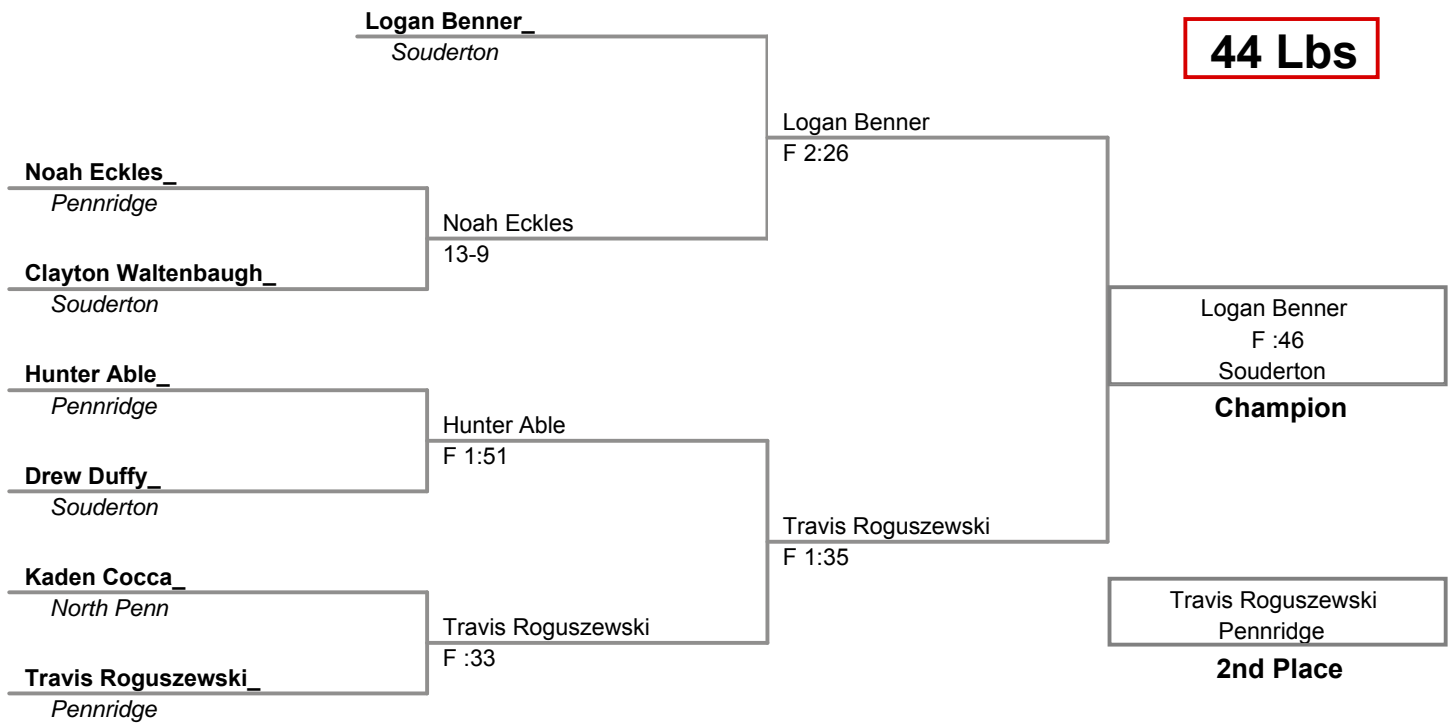 Logan Benner_
Souderton
44 Lbs
Logan Benner
F 2:26
Noah Eckles_
Pennridge
Noah Eckles
13-9
Clayton Waltenbaugh_
Souderton
Logan Benner
F :46
Souderton
Champion
Hunter Able_
Pennridge
Hunter Able
F 1:51
Drew Duffy_
Souderton
Travis Roguszewski
F 1:35
Kaden Cocca_
North Penn
Travis Roguszewski
F :33
Travis Roguszewski_
Pennridge
Travis Roguszewski
Pennridge
2nd Place